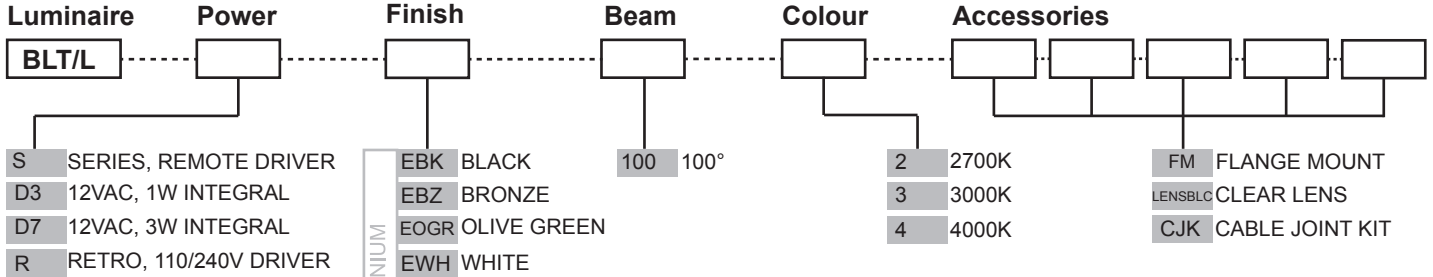 Luminaire Power Finish Beam Colour Accessories
BLT/L
S SERIES, REMOTE DRIVER EBK BLACK 100 100° 2 2700K FM FLANGE MOUNT
D3 12VAC, 1W INTEGRAL EBZ BRONZE 3 3000K LENSBLC CLEAR LENS
D7 12VAC, 3W INTEGRAL EOGR OLIVE GREEN 4 4000K CJK CABLE JOINT KIT
R RETRO, 110/240V DRIVER EWH WHITE
NIUM